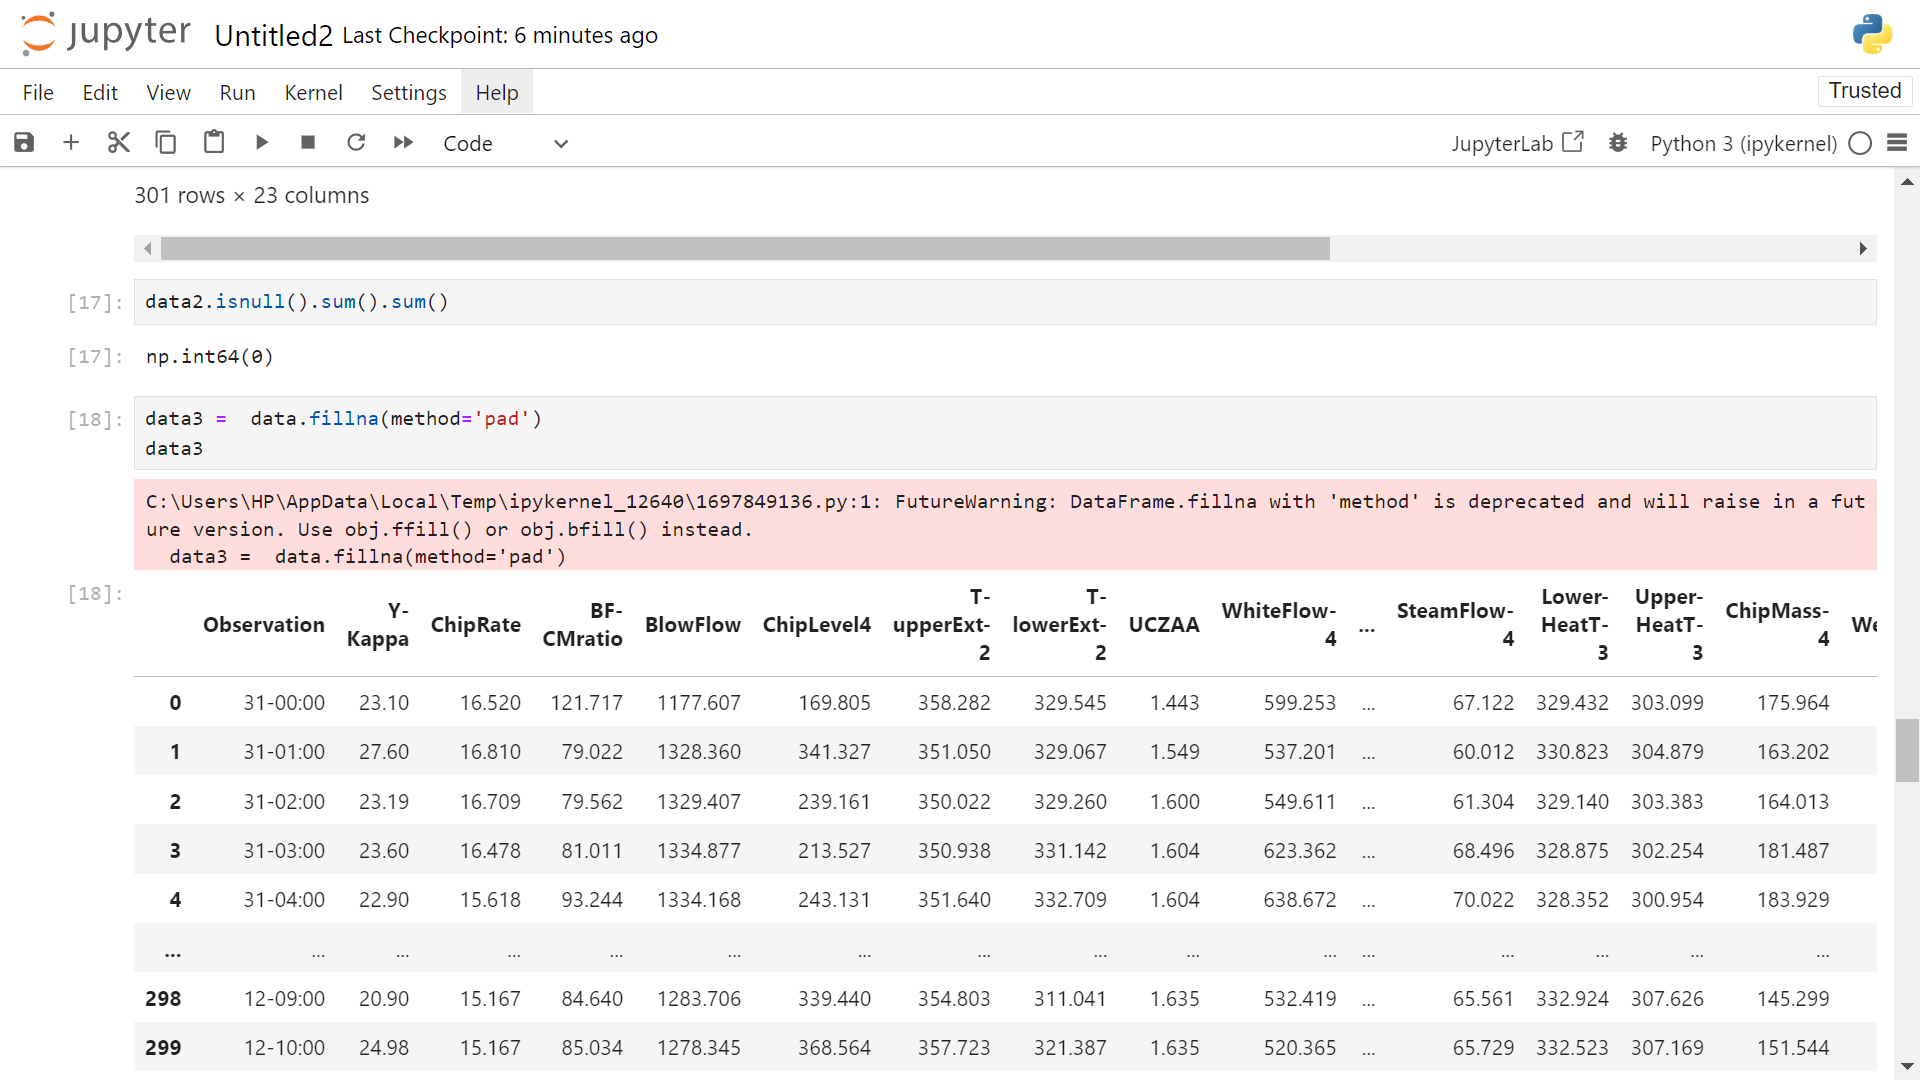 jupyter Untitled2 Last Checkpoint: 6 minutes ago
File Edit View Run Kernel Settings Help Trusted
Code JupyterLab Python 3 (ipykernel)
301 rows × 23 columns
[17]: data2.isnull().sum().sum()
[17]: np.int64(0)
[18]: data3 =  data.fillna(method='pad')
data3
C:\Users\HP\AppData\Local\Temp\ipykernel_12640\1697849136.py:1: FutureWarning: DataFrame.fillna with 'method' is deprecated and will raise in a fut
ure version. Use obj.ffill() or obj.bfill() instead.
  data3 =  data.fillna(method='pad')
[18]:
Observation Y-Kappa ChipRate BF-CMratio BlowFlow ChipLevel4 T-upperExt-2 T-lowerExt-2 UCZAA WhiteFlow-4 ... SteamFlow-4 Lower-HeatT-3 Upper-HeatT-3 ChipMass-4 We
0 31-00:00 23.10 16.520 121.717 1177.607 169.805 358.282 329.545 1.443 599.253 ... 67.122 329.432 303.099 175.964
1 31-01:00 27.60 16.810 79.022 1328.360 341.327 351.050 329.067 1.549 537.201 ... 60.012 330.823 304.879 163.202
2 31-02:00 23.19 16.709 79.562 1329.407 239.161 350.022 329.260 1.600 549.611 ... 61.304 329.140 303.383 164.013
3 31-03:00 23.60 16.478 81.011 1334.877 213.527 350.938 331.142 1.604 623.362 ... 68.496 328.875 302.254 181.487
4 31-04:00 22.90 15.618 93.244 1334.168 243.131 351.640 332.709 1.604 638.672 ... 70.022 328.352 300.954 183.929
... ... ... ... ... ... ... ... ... ... ... ... ... ... ... ...
298 12-09:00 20.90 15.167 84.640 1283.706 339.440 354.803 311.041 1.635 532.419 ... 65.561 332.924 307.626 145.299
299 12-10:00 24.98 15.167 85.034 1278.345 368.564 357.723 321.387 1.635 520.365 ... 65.729 332.523 307.169 151.544